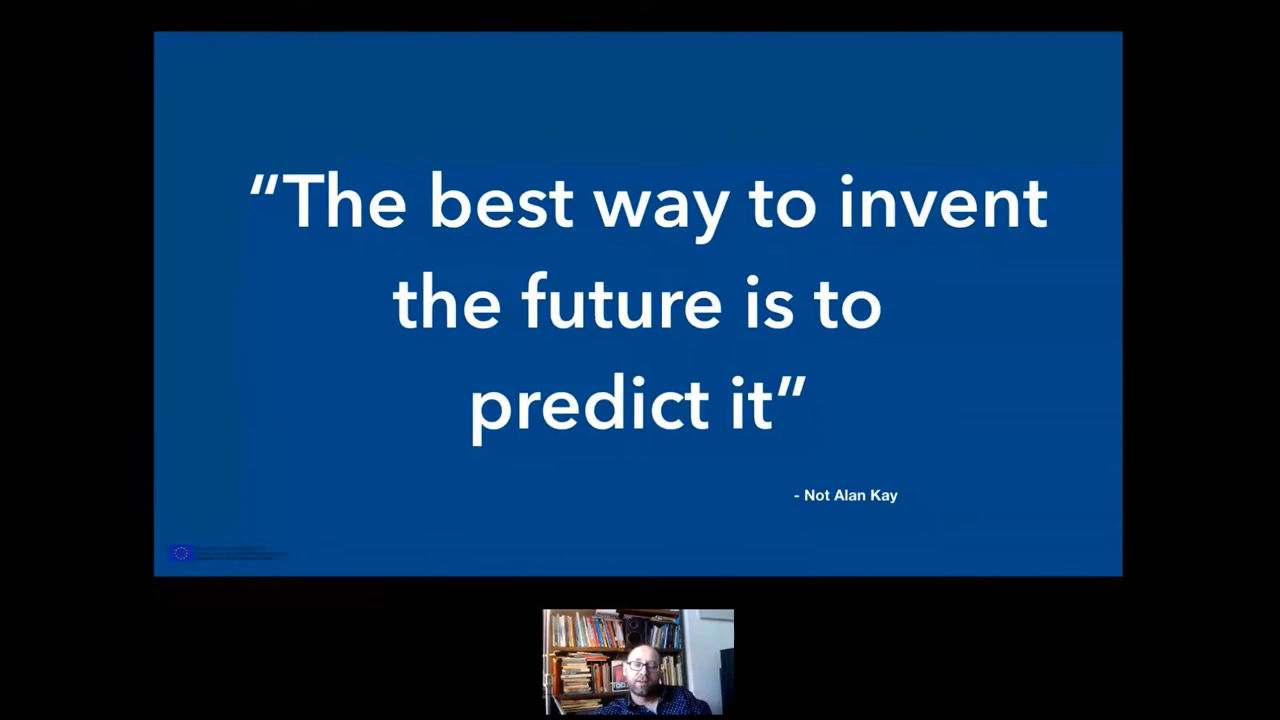 “The best way to invent
the future is to
predict it”
- Not Alan Kay